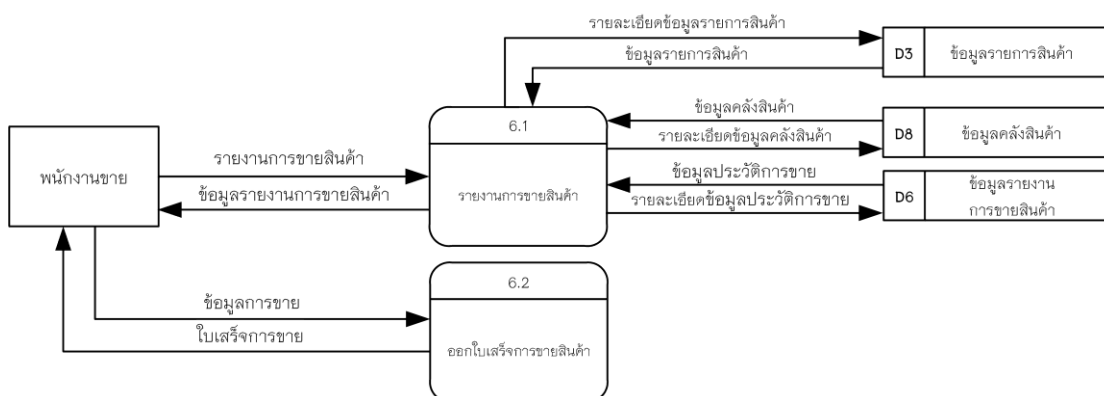 รายละเอียดข้อมูลรายการสินค้า
ข้อมูลรายการสินค้า
D3
ข้อมูลรายการสินค้า
ข้อมูลคลังสินค้า
รายละเอียดข้อมูลคลังสินค้า
D8
ข้อมูลคลังสินค้า
พนักงานขาย
รายงานการขายสินค้า
ข้อมูลรายงานการขายสินค้า
6.1
รายงานการขายสินค้า
ข้อมูลประวัติการขาย
รายละเอียดข้อมูลประวัติการขาย
D6
ข้อมูลรายงาน
การขายสินค้า
ข้อมูลการขาย
ใบเสร็จการขาย
6.2
ออกใบเสร็จการขายสินค้า